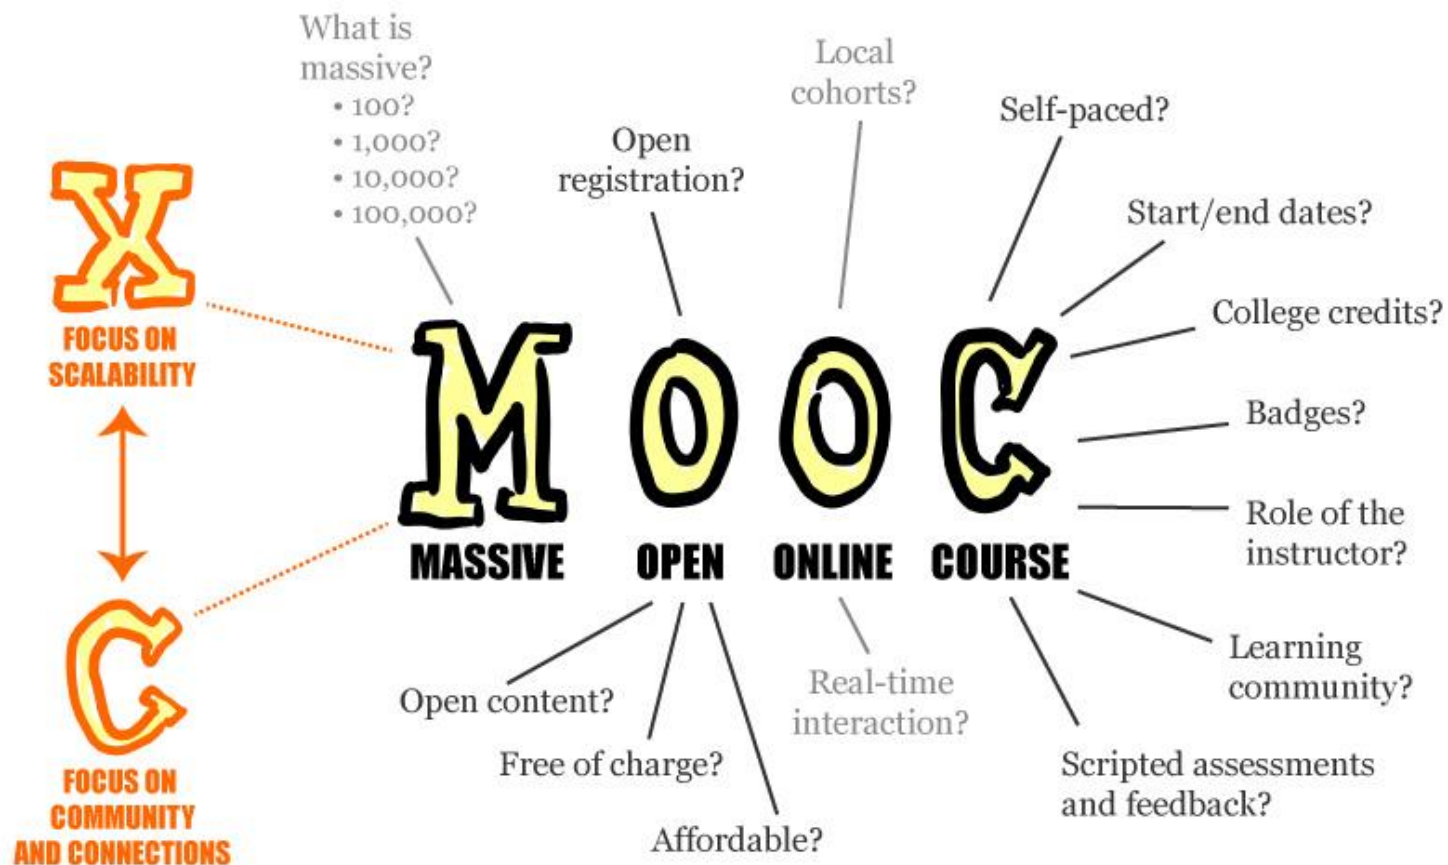 What is
massive?
• 100?
• 1,000?
• 10,000?
• 100,000?
Open
registration?
Local
cohorts?
Self-paced?
Start/end dates?
College credits?
Badges?
Role of the
instructor?
Learning
community?
Scripted assessments
and feedback?
X
FOCUS ON
SCALABILITY
C
FOCUS ON
COMMUNITY
AND CONNECTIONS
MOOC
MASSIVE OPEN ONLINE COURSE
Open content?
Free of charge?
Affordable?
Real-time
interaction?